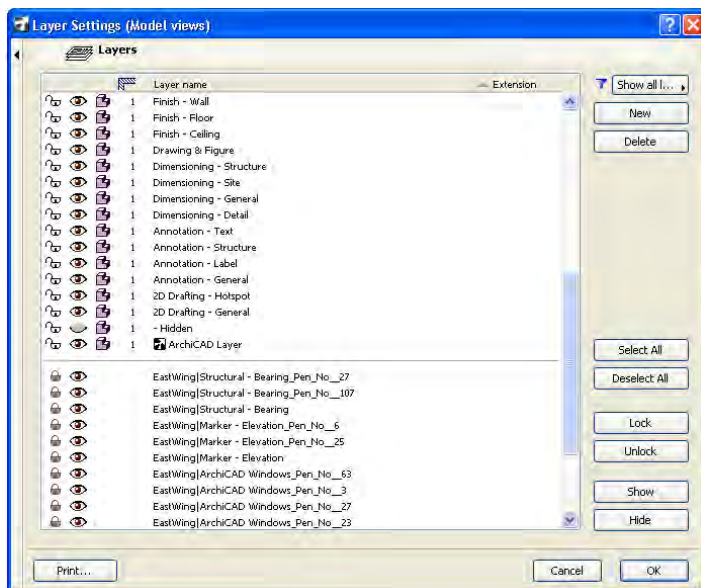 Layer Settings (Model views)
Layers
Layer name Extension
1 Finish - Wall
1 Finish - Floor
1 Finish - Ceiling
1 Drawing & Figure
1 Dimensioning - Structure
1 Dimensioning - Site
1 Dimensioning - General
1 Dimensioning - Detail
1 Annotation - Text
1 Annotation - Structure
1 Annotation - Label
1 Annotation - General
1 2D Drafting - Hotspot
1 2D Drafting - General
1 - Hidden
1 ArchiCAD Layer
EastWing|Structural - Bearing_Pen_No__27
EastWing|Structural - Bearing_Pen_No__107
EastWing|Structural - Bearing
EastWing|Marker - Elevation_Pen_No__6
EastWing|Marker - Elevation_Pen_No__25
EastWing|Marker - Elevation
EastWing|ArchiCAD Windows_Pen_No__63
EastWing|ArchiCAD Windows_Pen_No__3
EastWing|ArchiCAD Windows_Pen_No__27
EastWing|ArchiCAD Windows_Pen_No__23
Show all l...
New
Delete
Select All
Deselect All
Lock
Unlock
Show
Hide
Print...
Cancel
OK